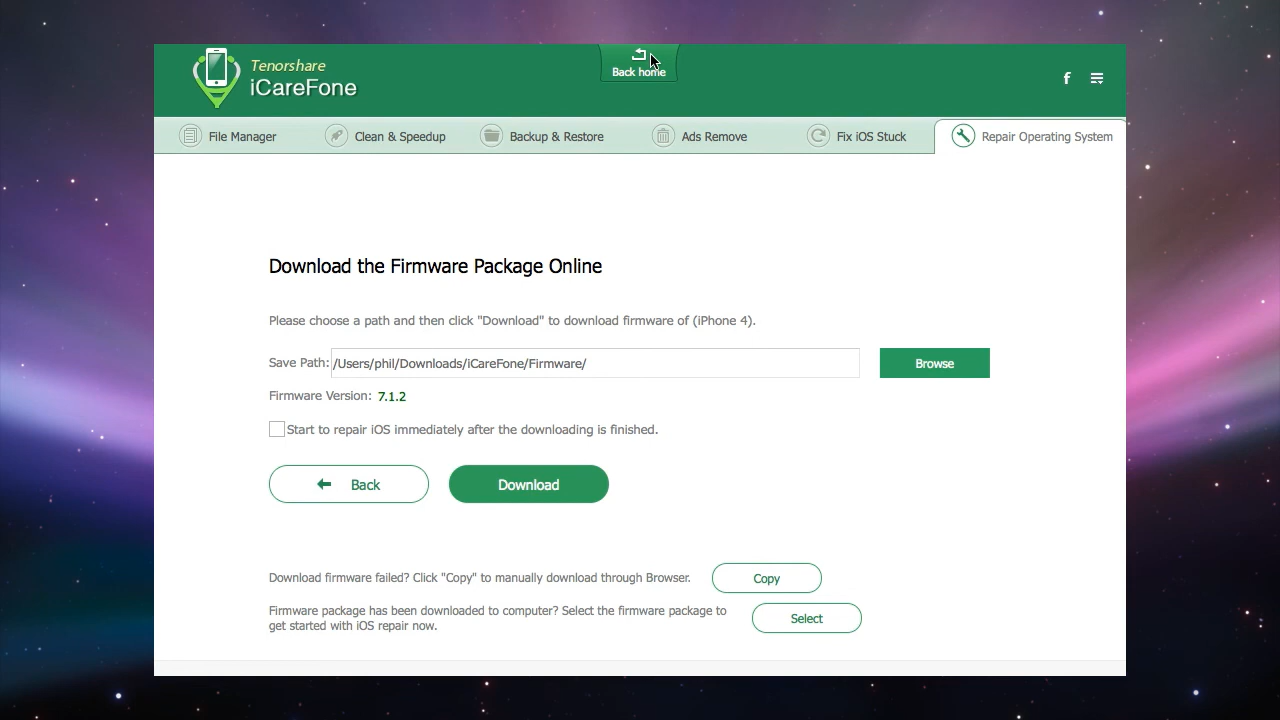 Tenorshare
iCareFone
Back home
f
File Manager
Clean & Speedup
Backup & Restore
Ads Remove
Fix iOS Stuck
Repair Operating System
Download the Firmware Package Online
Please choose a path and then click "Download" to download firmware of (iPhone 4).
Save Path: /Users/phil/Downloads/iCareFone/Firmware/
Browse
Firmware Version: 7.1.2
Start to repair iOS immediately after the downloading is finished.
Back
Download
Download firmware failed? Click "Copy" to manually download through Browser.
Copy
Firmware package has been downloaded to computer? Select the firmware package to
get started with iOS repair now.
Select